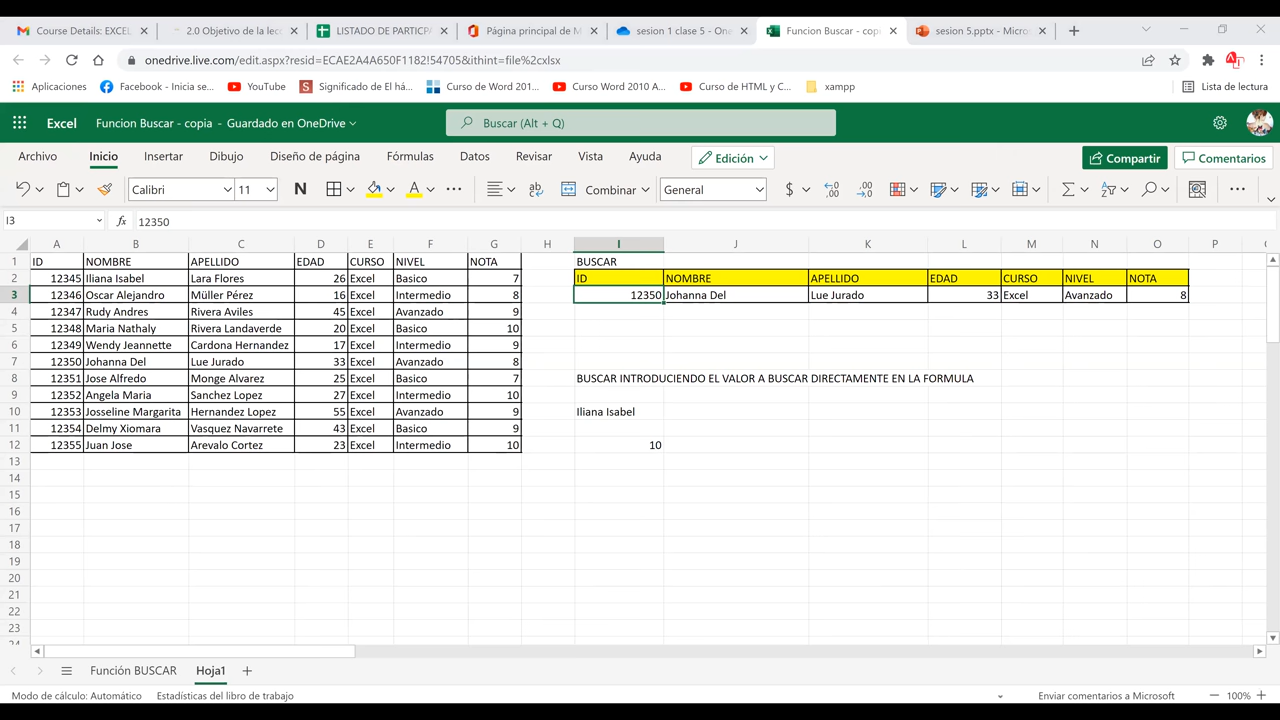 Course Details: EXCEL
2.0 Objetivo de la lecc
LISTADO DE PARTICPA
Página principal de M
sesion 1 clase 5 - One
Funcion Buscar - copia
sesion 5.pptx - Micros
onedrive.live.com/edit.aspx?resid=ECAE2A4A650F1182!54705&ithint=file%2cxlsx
Aplicaciones
Facebook - Inicia se...
YouTube
Significado de El há...
Curso de Word 201...
Curso Word 2010 A...
Curso de HTML y C...
xampp
Lista de lectura
Excel
Funcion Buscar - copia - Guardado en OneDrive
Buscar (Alt + Q)
Archivo Inicio Insertar Dibujo Diseño de página Fórmulas Datos Revisar Vista Ayuda Edición Compartir Comentarios
Calibri 11 N A ab Combinar General $ ,00 ,00
I3 fx 12350
A B C D E F G H I J K L M N O P
1 ID NOMBRE APELLIDO EDAD CURSO NIVEL NOTA BUSCAR
2 12345 Iliana Isabel Lara Flores 26 Excel Basico 7 ID NOMBRE APELLIDO EDAD CURSO NIVEL NOTA
3 12346 Oscar Alejandro Müller Pérez 16 Excel Intermedio 8 12350 Johanna Del Lue Jurado 33 Excel Avanzado 8
4 12347 Rudy Andres Rivera Aviles 45 Excel Avanzado 9
5 12348 Maria Nathaly Rivera Landaverde 20 Excel Basico 10
6 12349 Wendy Jeannette Cardona Hernandez 17 Excel Intermedio 9
7 12350 Johanna Del Lue Jurado 33 Excel Avanzado 8
8 12351 Jose Alfredo Monge Alvarez 25 Excel Basico 7 BUSCAR INTRODUCIENDO EL VALOR A BUSCAR DIRECTAMENTE EN LA FORMULA
9 12352 Angela Maria Sanchez Lopez 27 Excel Intermedio 10
10 12353 Josseline Margarita Hernandez Lopez 55 Excel Avanzado 9 Iliana Isabel
11 12354 Delmy Xiomara Vasquez Navarrete 43 Excel Basico 9
12 12355 Juan Jose Arevalo Cortez 23 Excel Intermedio 10 10
13
14
15
16
17
18
19
20
21
22
23
24
Función BUSCAR
Hoja1
Modo de cálculo: Automático
Estadísticas del libro de trabajo
Enviar comentarios a Microsoft
100%